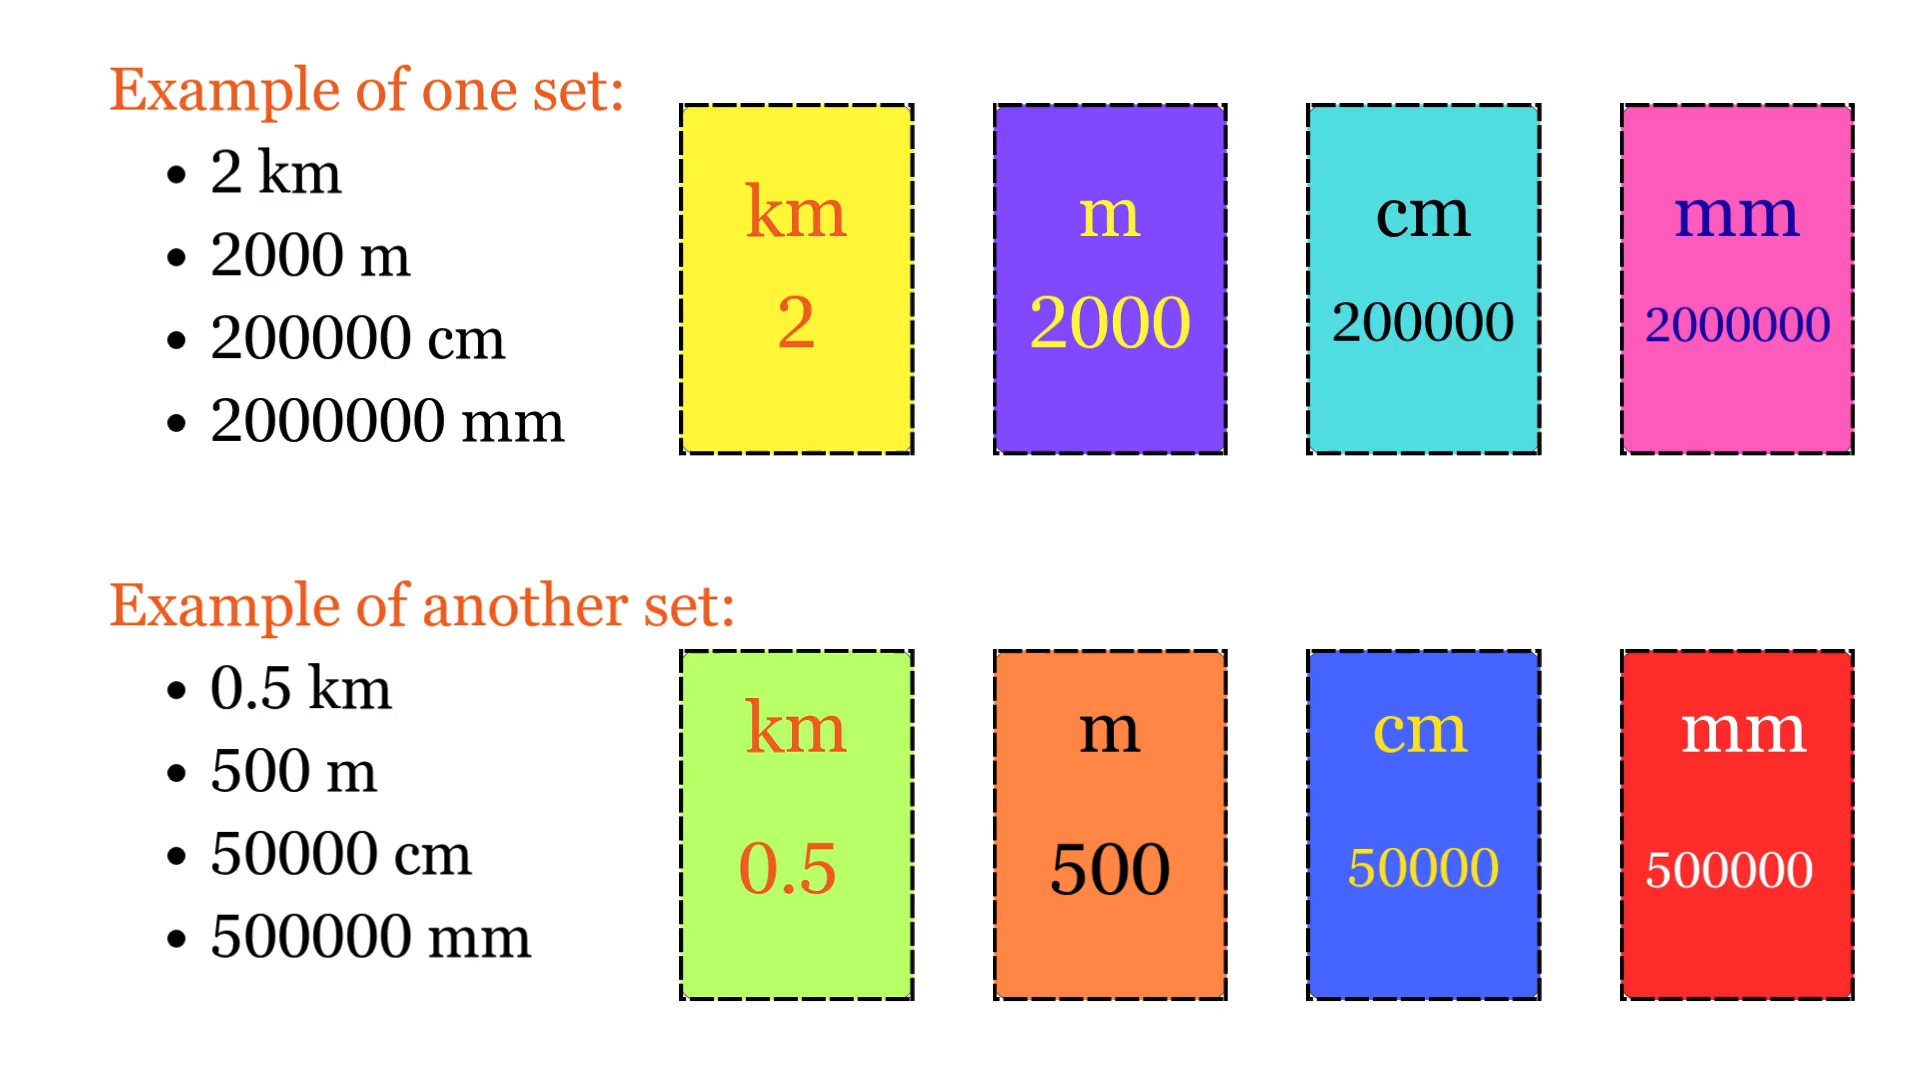 Example of one set:
• 2 km
• 2000 m
• 200000 cm
• 2000000 mm
km
2
m
2000
cm
200000
mm
2000000
Example of another set:
• 0.5 km
• 500 m
• 50000 cm
• 500000 mm
km
0.5
m
500
cm
50000
mm
500000